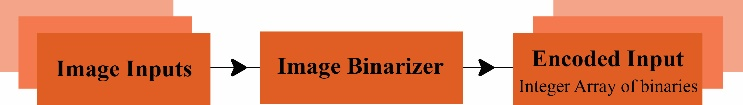 Image Inputs
Image Binarizer
Encoded Input
Integer Array of binaries